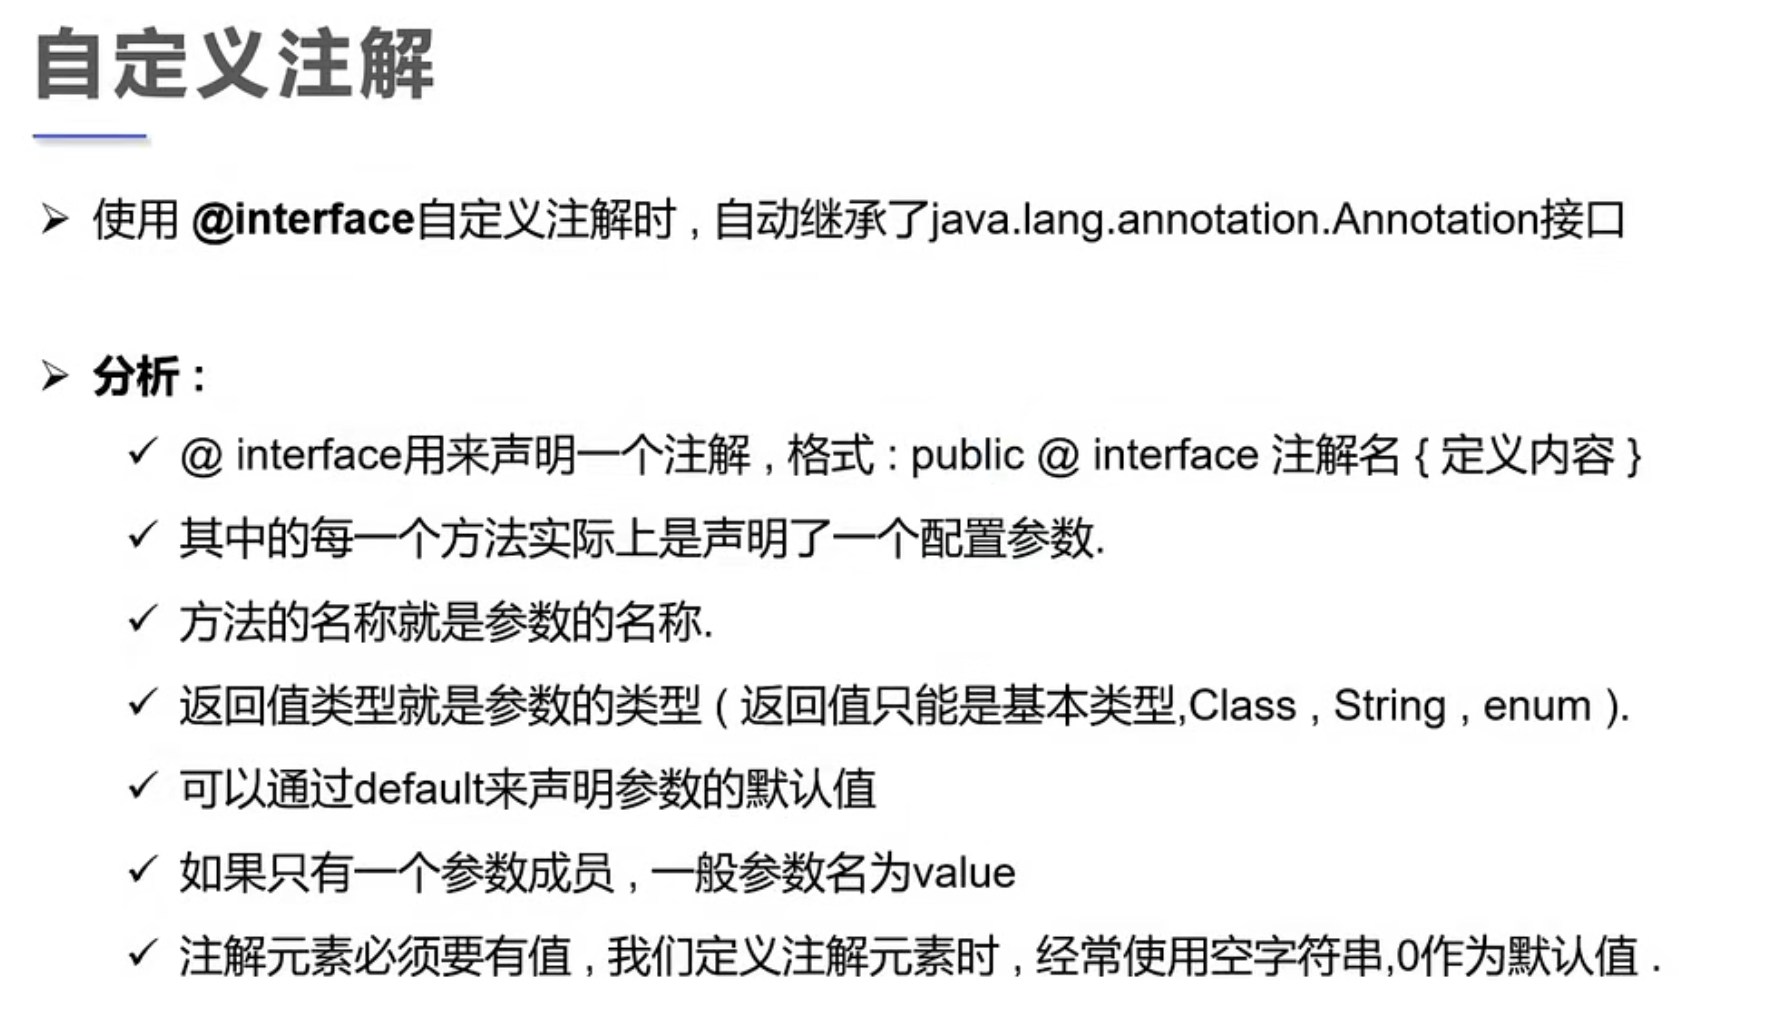 自定义注解
使用 @interface自定义注解时 , 自动继承了java.lang.annotation.Annotation接口
分析 :
@ interface用来声明一个注解 , 格式 : public @ interface 注解名 { 定义内容 }
其中的每一个方法实际上是声明了一个配置参数.
方法的名称就是参数的名称.
返回值类型就是参数的类型 ( 返回值只能是基本类型,Class , String , enum ).
可以通过default来声明参数的默认值
如果只有一个参数成员 , 一般参数名为value
注解元素必须要有值 , 我们定义注解元素时 , 经常使用空字符串,0作为默认值 .